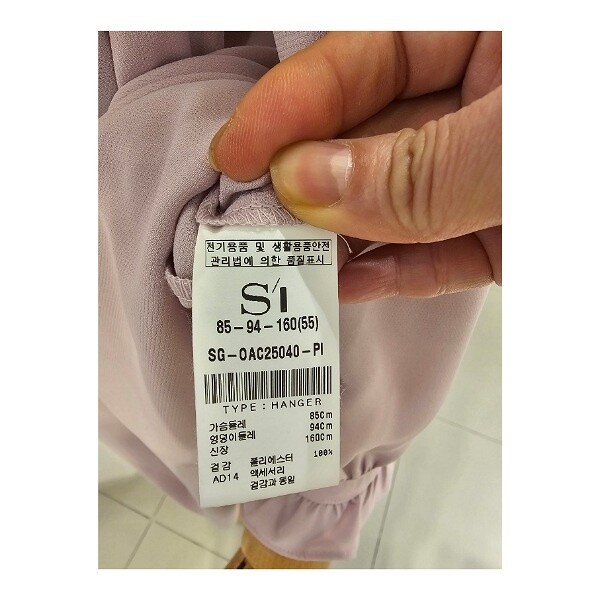 전기용품 및 생활용품안전
관리법에 의한 품질표시
S/I
85-94-160(55)
SG-OAC25040-PI
TYPE : HANGER
가슴둘레 85Cm
엉덩이둘레 94Cm
신장 160Cm
겉감 폴리에스터 100%
AD14 액세서리
겉감과 동일